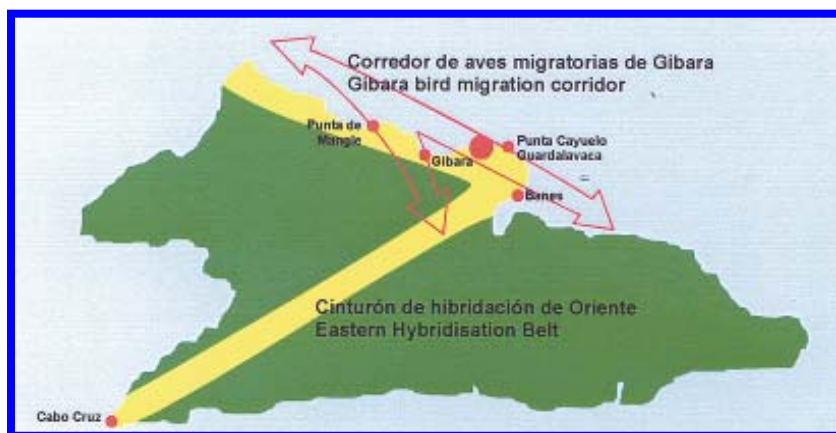 Corredor de aves migratorias de Gibara
Gibara bird migration corridor
Punta de
Mangle
Gibara
Punta Cayuelo
Guardalavaca
Banes
Cinturón de hibridación de Oriente
Eastern Hybridisation Belt
Cabo Cruz